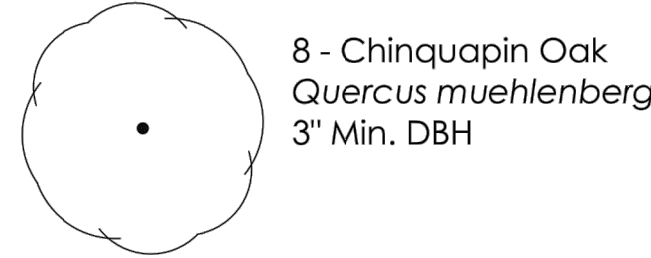 8 - Chinquapin Oak
Quercus muehlenberg
3" Min. DBH